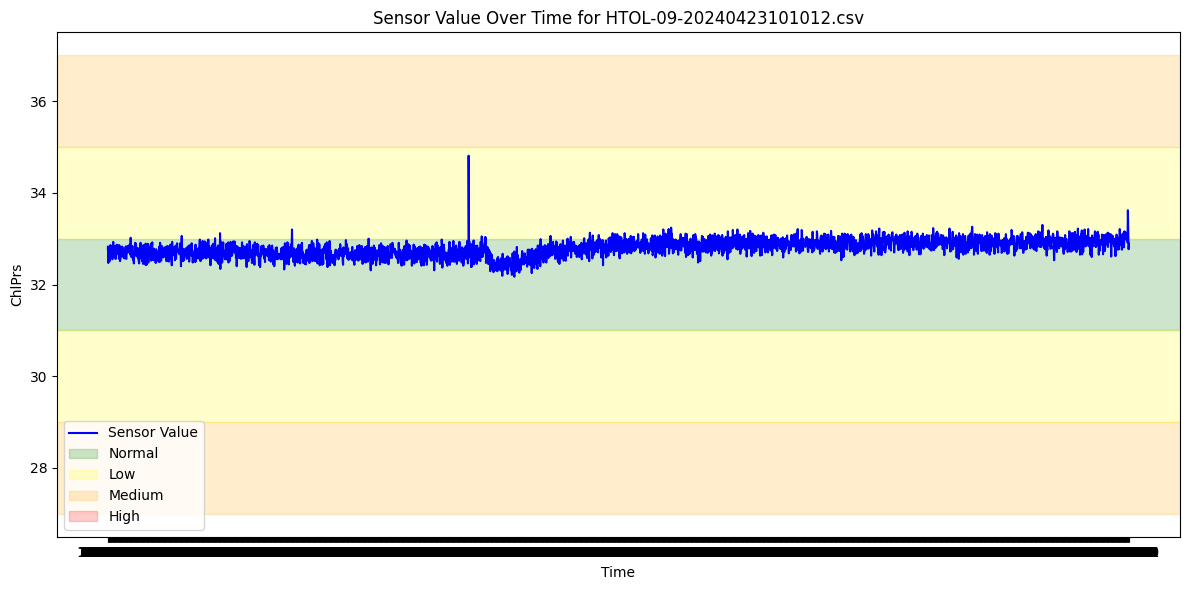 Sensor Value Over Time for HTOL-09-20240423101012.csv
36
34
32
30
28
ChlPrs
Sensor Value
Normal
Low
Medium
High
Time